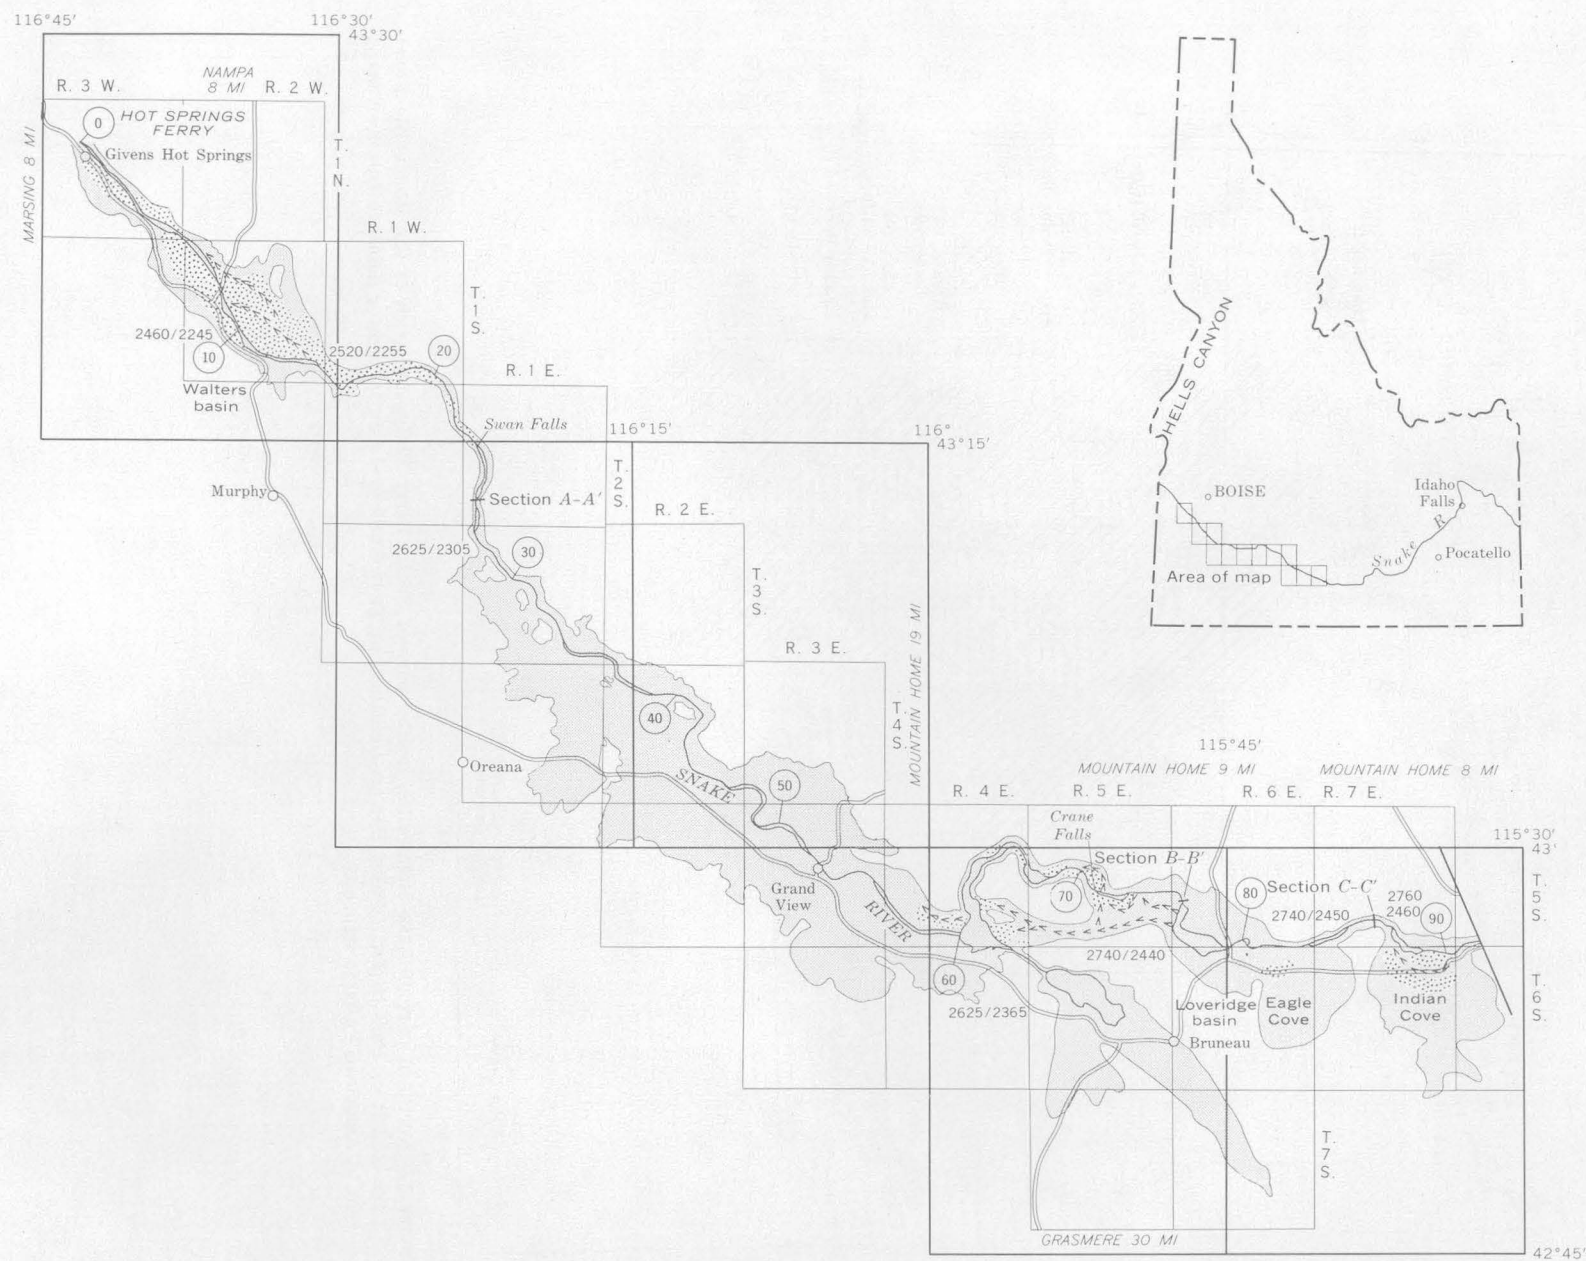 116°45'
116°30'
43°30'
NAMPA
8 MI
R. 3 W.
R. 2 W.
0
HOT SPRINGS
FERRY
Givens Hot Springs
T.
1
N.
MARSING 8 MI
R. 1 W.
T.
1
S.
2460/2245
10
2520/2255
20
Walters
basin
R. 1 E.
Swan Falls
116°15'
116°
43°15'
Murphy
Section A–A'
T.
2
S.
R. 2 E.
2625/2305
30
T.
3
S.
R. 3 E.
MOUNTAIN HOME 19 MI
40
T.
4
S.
Oreana
SNAKE
50
115°45'
MOUNTAIN HOME 9 MI
MOUNTAIN HOME 8 MI
R. 4 E.
R. 5 E.
R. 6 E.
R. 7 E.
Crane
Falls
115°30'
43°
Section B–B'
Grand
View
RIVER
70
80
Section C–C'
2740/2450
2760
2460
90
T.
5
S.
60
2740/2440
2625/2365
Loveridge
basin
Eagle
Cove
Indian
Cove
T.
6
S.
Bruneau
T.
7
S.
GRASMERE 30 MI
42°45'
HELLS CANYON
BOISE
Idaho
Falls
Snake R
Pocatello
Area of map